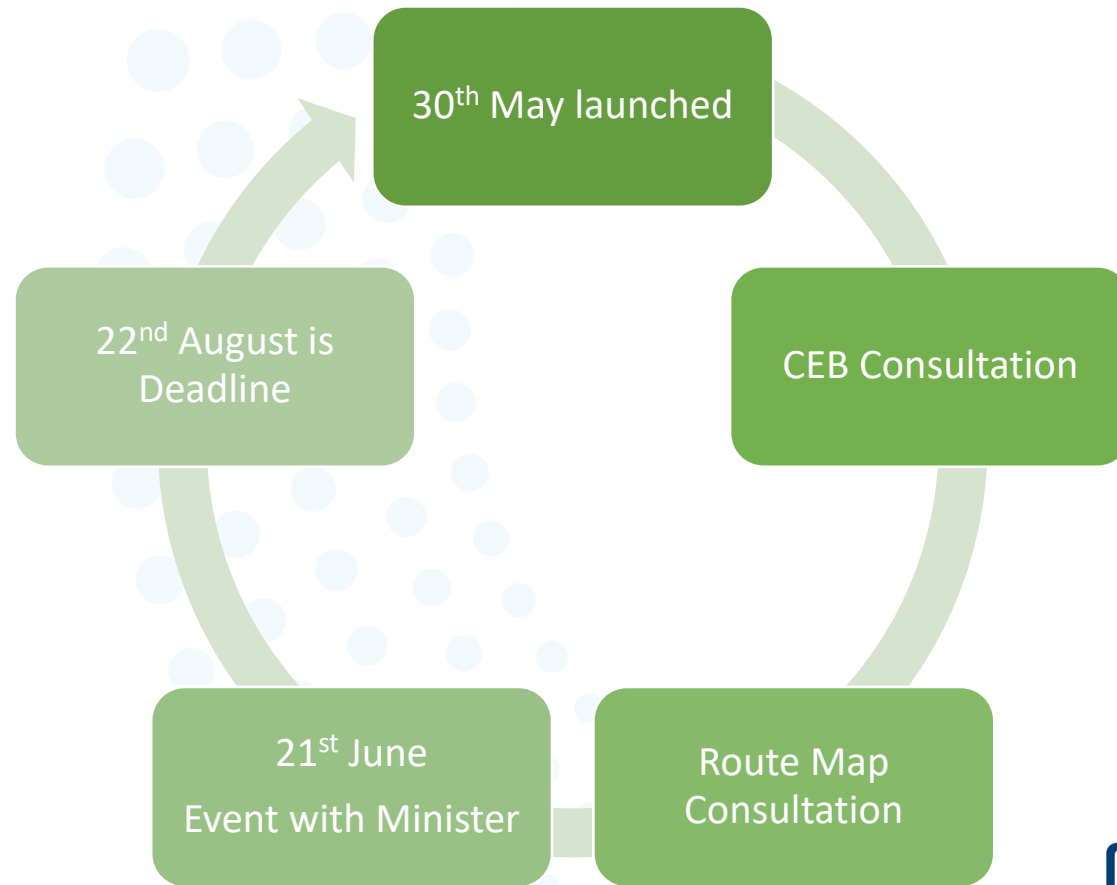 30th May launched
CEB Consultation
Route Map
Consultation
21st June
Event with Minister
22nd August is
Deadline